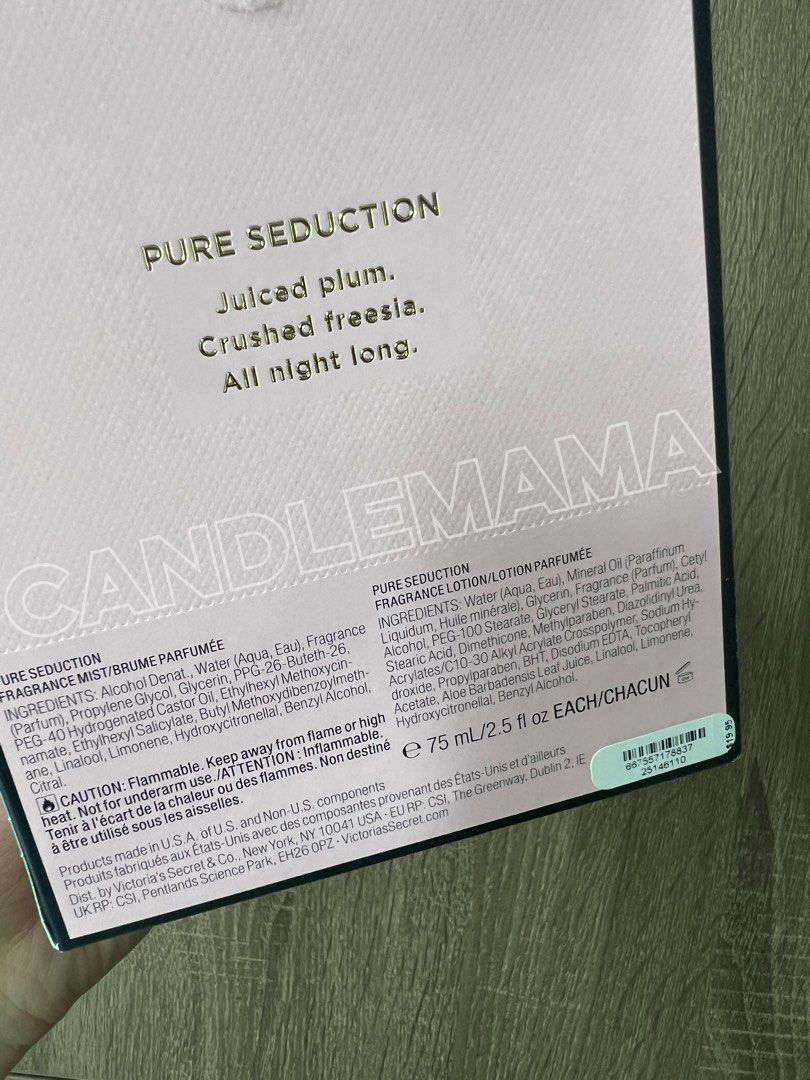 PURE SEDUCTION
Juiced plum.
Crushed freesia.
All night long.
CANDLEMAMA
URE SEDUCTION
FRAGRANCE MIST/BRUME PARFUMÉE
INGREDIENTS: Alcohol Denat., Water (Aqua, Eau), Fragrance
(Parfum), Propylene Glycol, Glycerin, PPG-26-Buteth-26,
PEG-40 Hydrogenated Castor Oil, Ethylhexyl Methoxycin-
namate, Ethylhexyl Salicylate, Butyl Methoxydibenzoylmeth-
ane, Linalool, Limonene, Hydroxycitronellal, Benzyl Alcohol,
Citral.
CAUTION: Flammable. Keep away from flame or high
heat. Not for underarm use./ATTENTION : Inflammable.
Tenir à l'écart de la chaleur ou des flammes. Non destiné
à être utilisé sous les aisselles.
PURE SEDUCTION
FRAGRANCE LOTION/LOTION PARFUMÉE
INGREDIENTS: Water (Aqua, Eau), Mineral Oil (Paraffinum
Liquidum, Huile minérale), Glycerin, Fragrance (Parfum), Cetyl
Alcohol, PEG-100 Stearate, Glyceryl Stearate, Palmitic Acid,
Stearic Acid, Dimethicone, Methylparaben, Diazolidinyl Urea,
Acrylates/C10-30 Alkyl Acrylate Crosspolymer, Sodium Hy-
droxide, Propylparaben, BHT, Disodium EDTA, Tocopheryl
Acetate, Aloe Barbadensis Leaf Juice, Linalool, Limonene,
Hydroxycitronellal, Benzyl Alcohol.
℮ 75 mL/2.5 fl oz EACH/CHACUN
Products made in U.S.A. of U.S. and Non-U.S. components
Produits fabriqués aux États-Unis avec des composantes provenant des États-Unis et d'ailleurs
Dist. by Victoria's Secret & Co., New York, NY 10041 USA · EU RP: CSI, The Greenway, Dublin 2, IE
UK RP: CSI, Pentlands Science Park, EH26 0PZ · VictoriasSecret.com
667557178837
25146110
$19.95